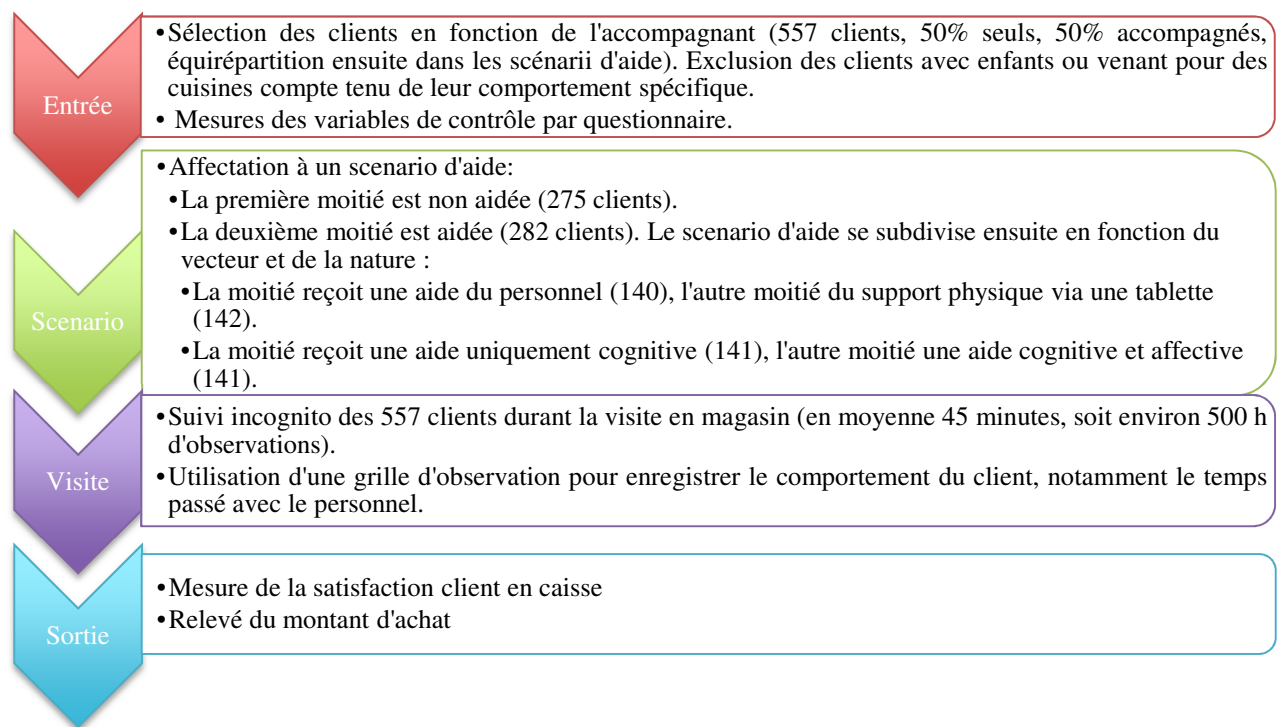 Entrée
•Sélection des clients en fonction de l'accompagnant (557 clients, 50% seuls, 50% accompagnés,
équirépartition ensuite dans les scénarii d'aide). Exclusion des clients avec enfants ou venant pour des
cuisines compte tenu de leur comportement spécifique.
• Mesures des variables de contrôle par questionnaire.
Scenario
•Affectation à un scenario d'aide:
•La première moitié est non aidée (275 clients).
•La deuxième moitié est aidée (282 clients). Le scenario d'aide se subdivise ensuite en fonction du
vecteur et de la nature :
•La moitié reçoit une aide du personnel (140), l'autre moitié du support physique via une tablette
(142).
•La moitié reçoit une aide uniquement cognitive (141), l'autre moitié une aide cognitive et affective
(141).
Visite
•Suivi incognito des 557 clients durant la visite en magasin (en moyenne 45 minutes, soit environ 500 h
d'observations).
•Utilisation d'une grille d'observation pour enregistrer le comportement du client, notamment le temps
passé avec le personnel.
Sortie
•Mesure de la satisfaction client en caisse
•Relevé du montant d'achat